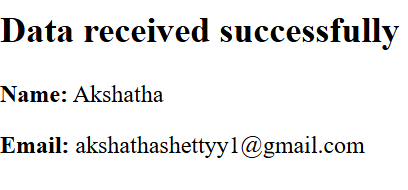 Data received successfully
Name: Akshatha
Email: akshathashettyy1@gmail.com